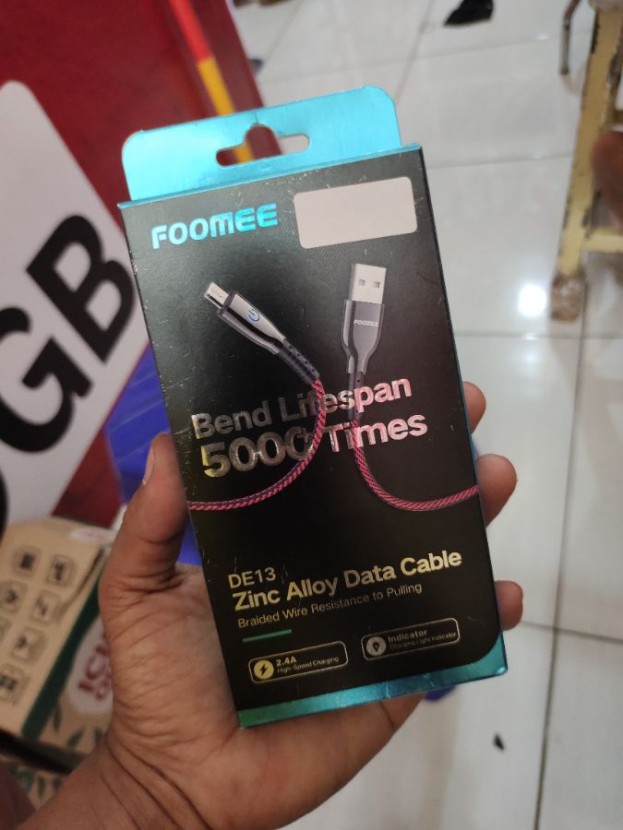 FOOMEE
FOOMEE
Bend Lifespan
5000 Times
DE13
Zinc Alloy Data Cable
Braided Wire Resistance to Pulling
2.4A
High-Speed Charging
Indicator
Charging Light Indicator
GB